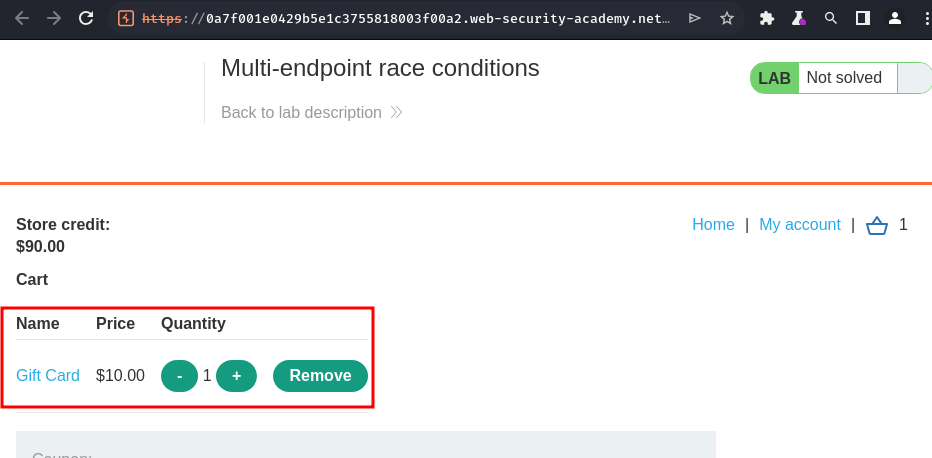 https://0a7f001e0429b5e1c3755818003f00a2.web-security-academy.net...
Multi-endpoint race conditions
LAB Not solved
Back to lab description
Store credit:
$90.00
Home | My account | 1
Cart
Name Price Quantity
Gift Card $10.00 - 1 + Remove
Coupon: